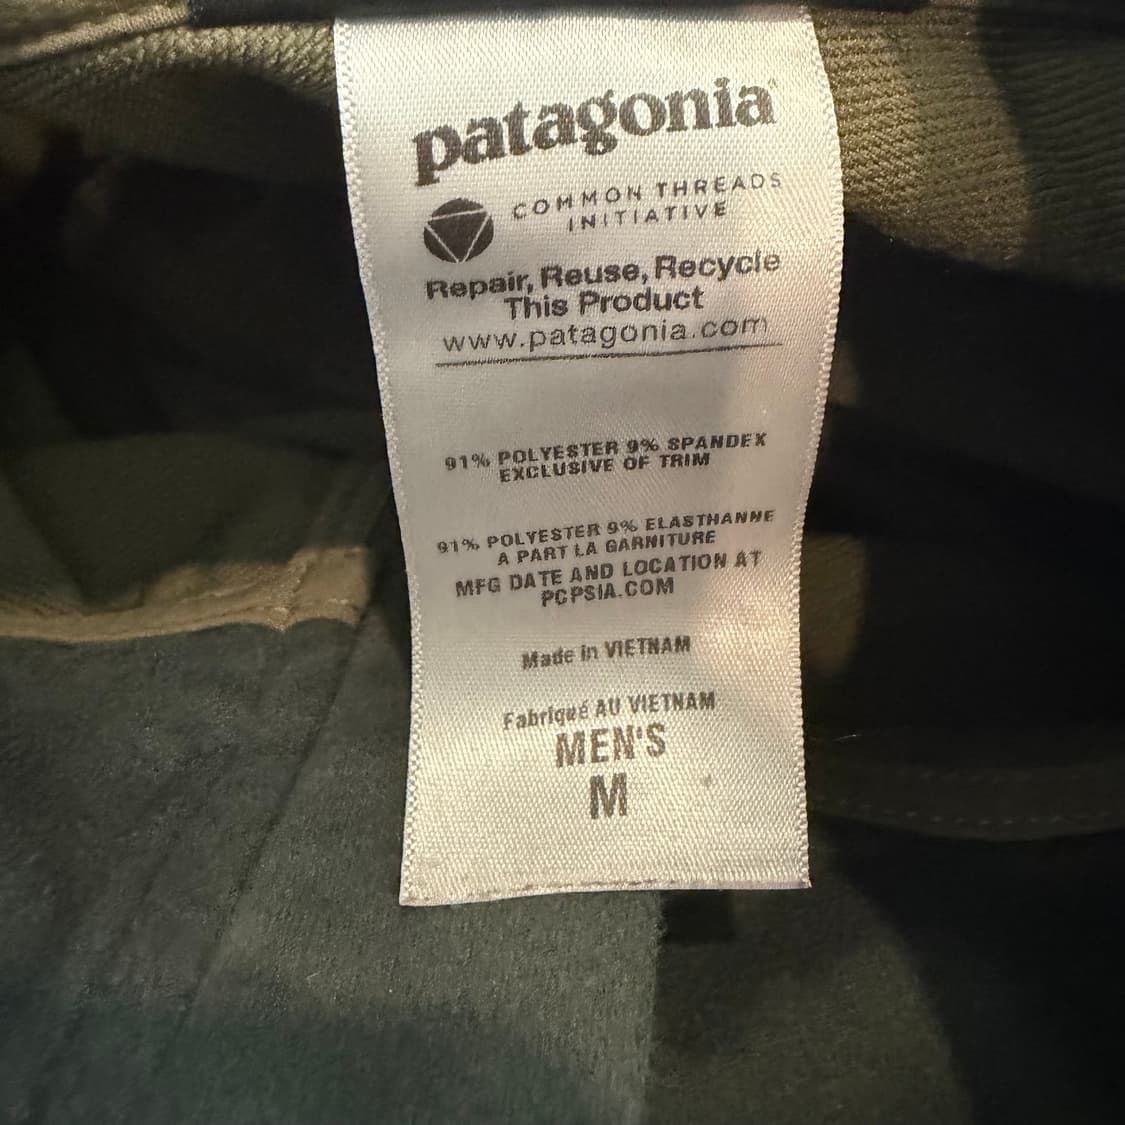 patagonia
COMMON THREADS
INITIATIVE
Repair, Reuse, Recycle
This Product
www.patagonia.com
91% POLYESTER 9% SPANDEX
EXCLUSIVE OF TRIM
91% POLYESTER 9% ELASTHANNE
A PART LA GARNITURE
MFG DATE AND LOCATION AT
PCPSIA.COM
Made in VIETNAM
Fabriqué AU VIETNAM
MEN'S
M